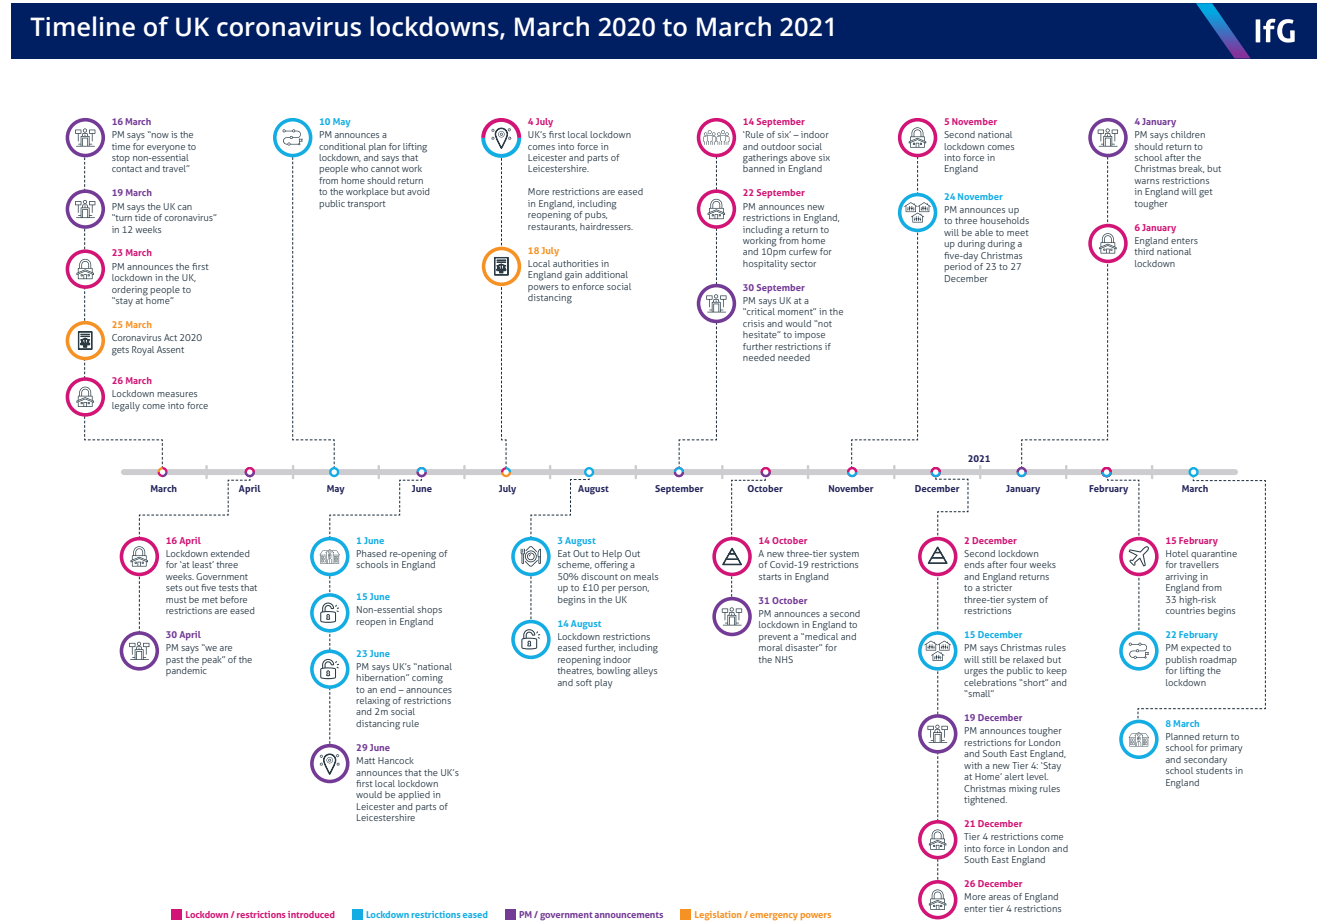 Timeline of UK coronavirus lockdowns, March 2020 to March 2021
IfG
16 March
PM says "now is the
time for everyone to
stop non-essential
contact and travel"
19 March
PM says the UK can
"turn tide of coronavirus"
in 12 weeks
23 March
PM announces the first
lockdown in the UK,
ordering people to
"stay at home"
25 March
Coronavirus Act 2020
gets Royal Assent
26 March
Lockdown measures
legally come into force
10 May
PM announces a
conditional plan for lifting
lockdown, and says that
people who cannot work
from home should return
to the workplace but avoid
public transport
4 July
UK's first local lockdown
comes into force in
Leicester and parts of
Leicestershire.
More restrictions are eased
in England, including
reopening of pubs,
restaurants, hairdressers.
18 July
Local authorities in
England gain additional
powers to enforce social
distancing
14 September
'Rule of six' – indoor
and outdoor social
gatherings above six
banned in England
22 September
PM announces new
restrictions in England,
including a return to
working from home
and 10pm curfew for
hospitality sector
30 September
PM says UK at a
"critical moment" in the
crisis and would "not
hesitate" to impose
further restrictions if
needed needed
5 November
Second national
lockdown comes
into force in
England
24 November
PM announces up
to three households
will be able to meet
up during during a
five-day Christmas
period of 23 to 27
December
4 January
PM says children
should return to
school after the
Christmas break, but
warns restrictions
in England will get
tougher
6 January
England enters
third national
lockdown
2021
March
April
May
June
July
August
September
October
November
December
January
February
March
16 April
Lockdown extended
for 'at least' three
weeks. Government
sets out five tests that
must be met before
restrictions are eased
30 April
PM says "we are
past the peak" of the
pandemic
1 June
Phased re-opening of
schools in England
15 June
Non-essential shops
reopen in England
23 June
PM says UK's "national
hibernation" coming
to an end – announces
relaxing of restrictions
and 2m social
distancing rule
29 June
Matt Hancock
announces that the UK's
first local lockdown
would be applied in
Leicester and parts of
Leicestershire
3 August
Eat Out to Help Out
scheme, offering a
50% discount on meals
up to £10 per person,
begins in the UK
14 August
Lockdown restrictions
eased further, including
reopening indoor
theatres, bowling alleys
and soft play
14 October
A new three-tier system
of Covid-19 restrictions
starts in England
31 October
PM announces a second
lockdown in England to
prevent a "medical and
moral disaster" for
the NHS
2 December
Second lockdown
ends after four weeks
and England returns
to a stricter
three-tier system of
restrictions
15 December
PM says Christmas rules
will still be relaxed but
urges the public to keep
celebrations "short" and
"small"
19 December
PM announces tougher
restrictions for London
and South East England,
with a new Tier 4: 'Stay
at Home' alert level.
Christmas mixing rules
tightened.
21 December
Tier 4 restrictions come
into force in London and
South East England
26 December
More areas of England
enter tier 4 restrictions
15 February
Hotel quarantine
for travellers
arriving in
England from
33 high-risk
countries begins
22 February
PM expected to
publish roadmap
for lifting the
lockdown
8 March
Planned return to
school for primary
and secondary
school students in
England
Lockdown / restrictions introduced
Lockdown restrictions eased
PM / government announcements
Legislation / emergency powers